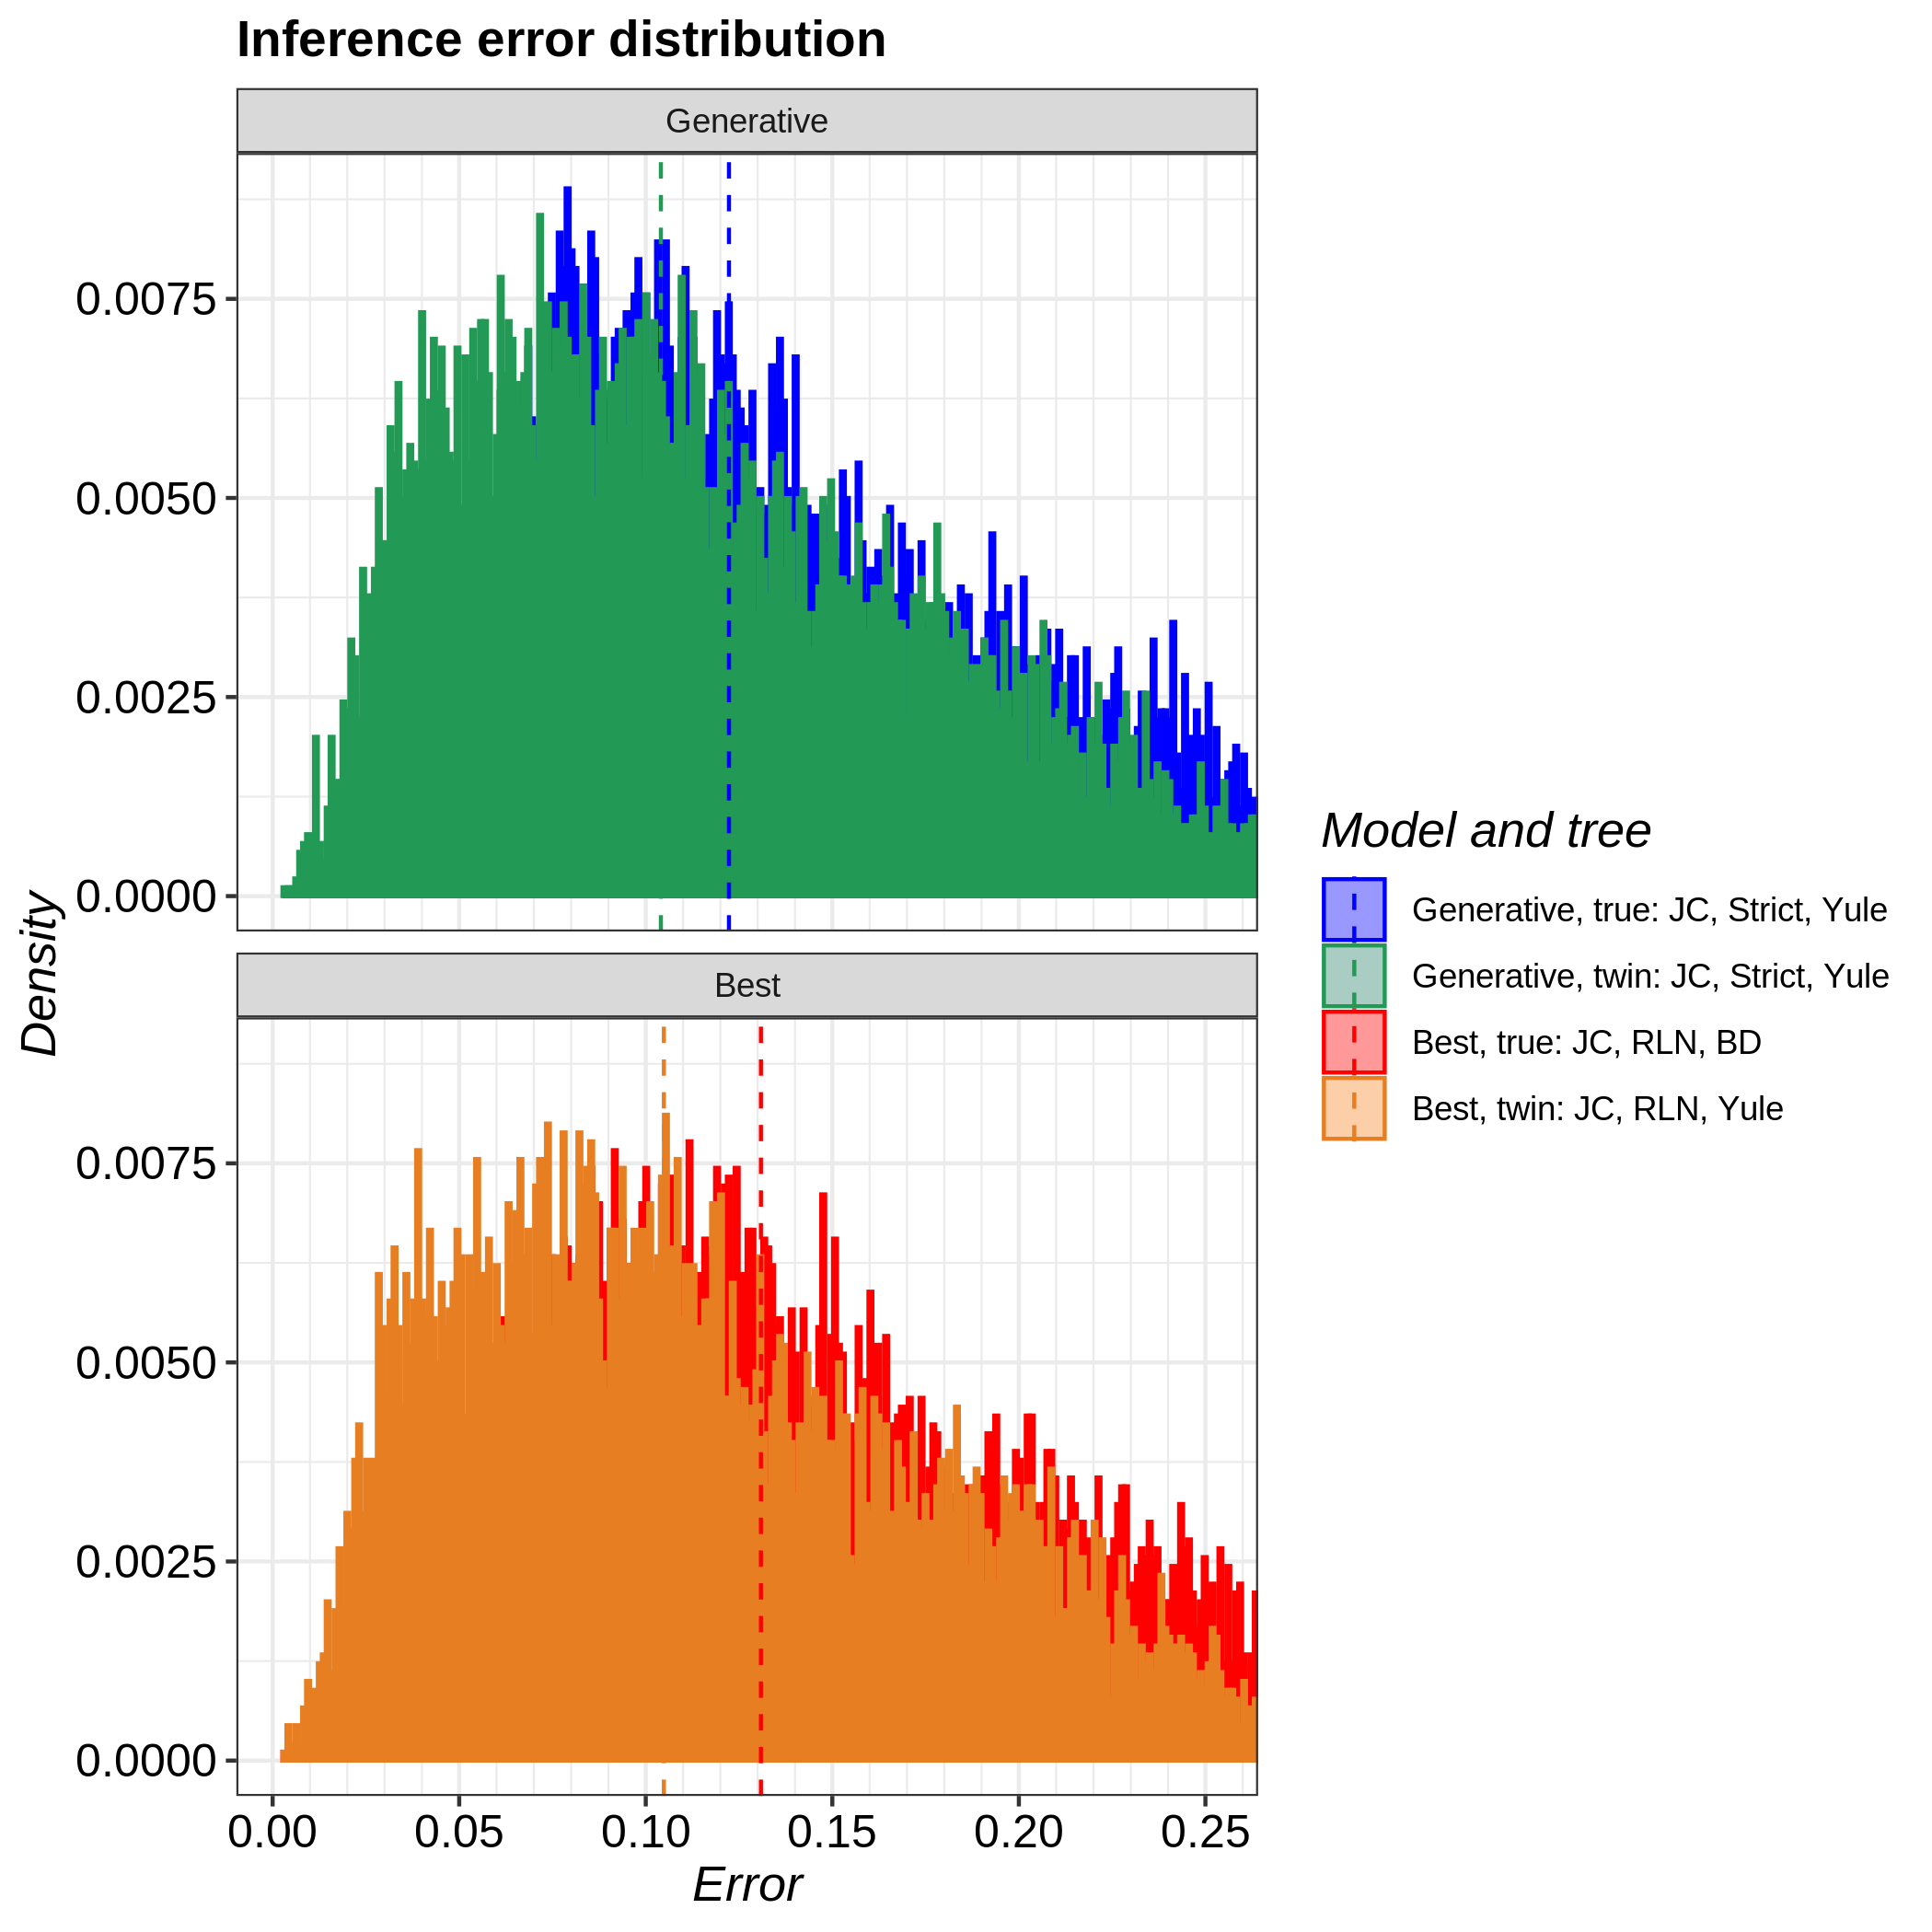 Inference error distribution
Generative
0.0075
0.0050
0.0025
0.0000
Density
Best
0.0075
0.0050
0.0025
0.0000
0.00 0.05 0.10 0.15 0.20 0.25
Error
Model and tree
Generative, true: JC, Strict, Yule
Generative, twin: JC, Strict, Yule
Best, true: JC, RLN, BD
Best, twin: JC, RLN, Yule